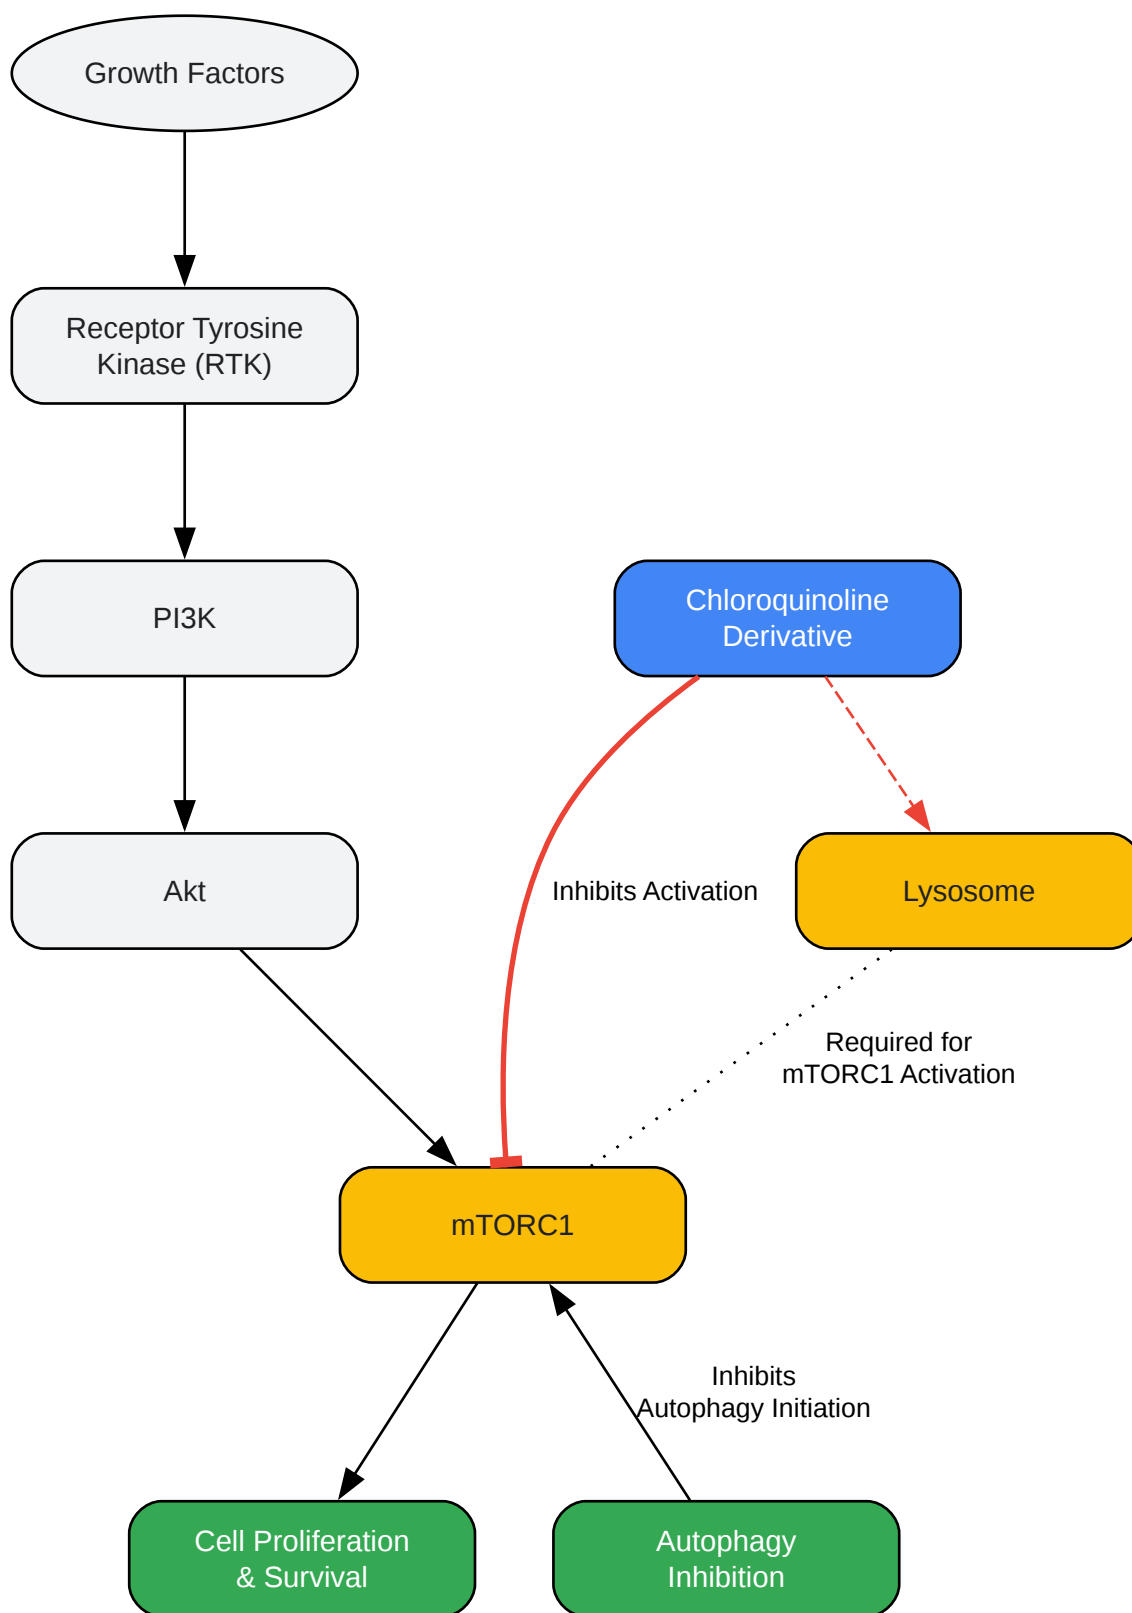 Growth Factors
Receptor Tyrosine
Kinase (RTK)
PI3K
Chloroquinoline
Derivative
Akt
Inhibits Activation
Lysosome
Required for
mTORC1 Activation
mTORC1
Inhibits
Autophagy Initiation
Cell Proliferation
& Survival
Autophagy
Inhibition